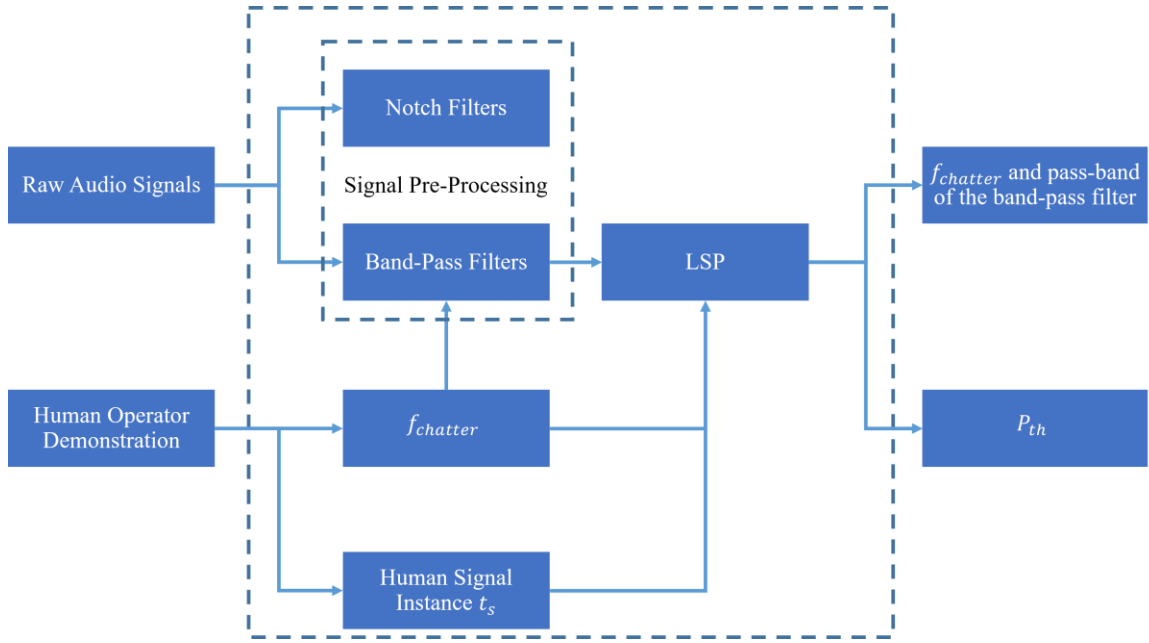 Notch Filters
Raw Audio Signals
Signal Pre-Processing
f_chatter and pass-band
of the band-pass filter
Band-Pass Filters
LSP
Human Operator
Demonstration
f_chatter
P_th
Human Signal
Instance t_s